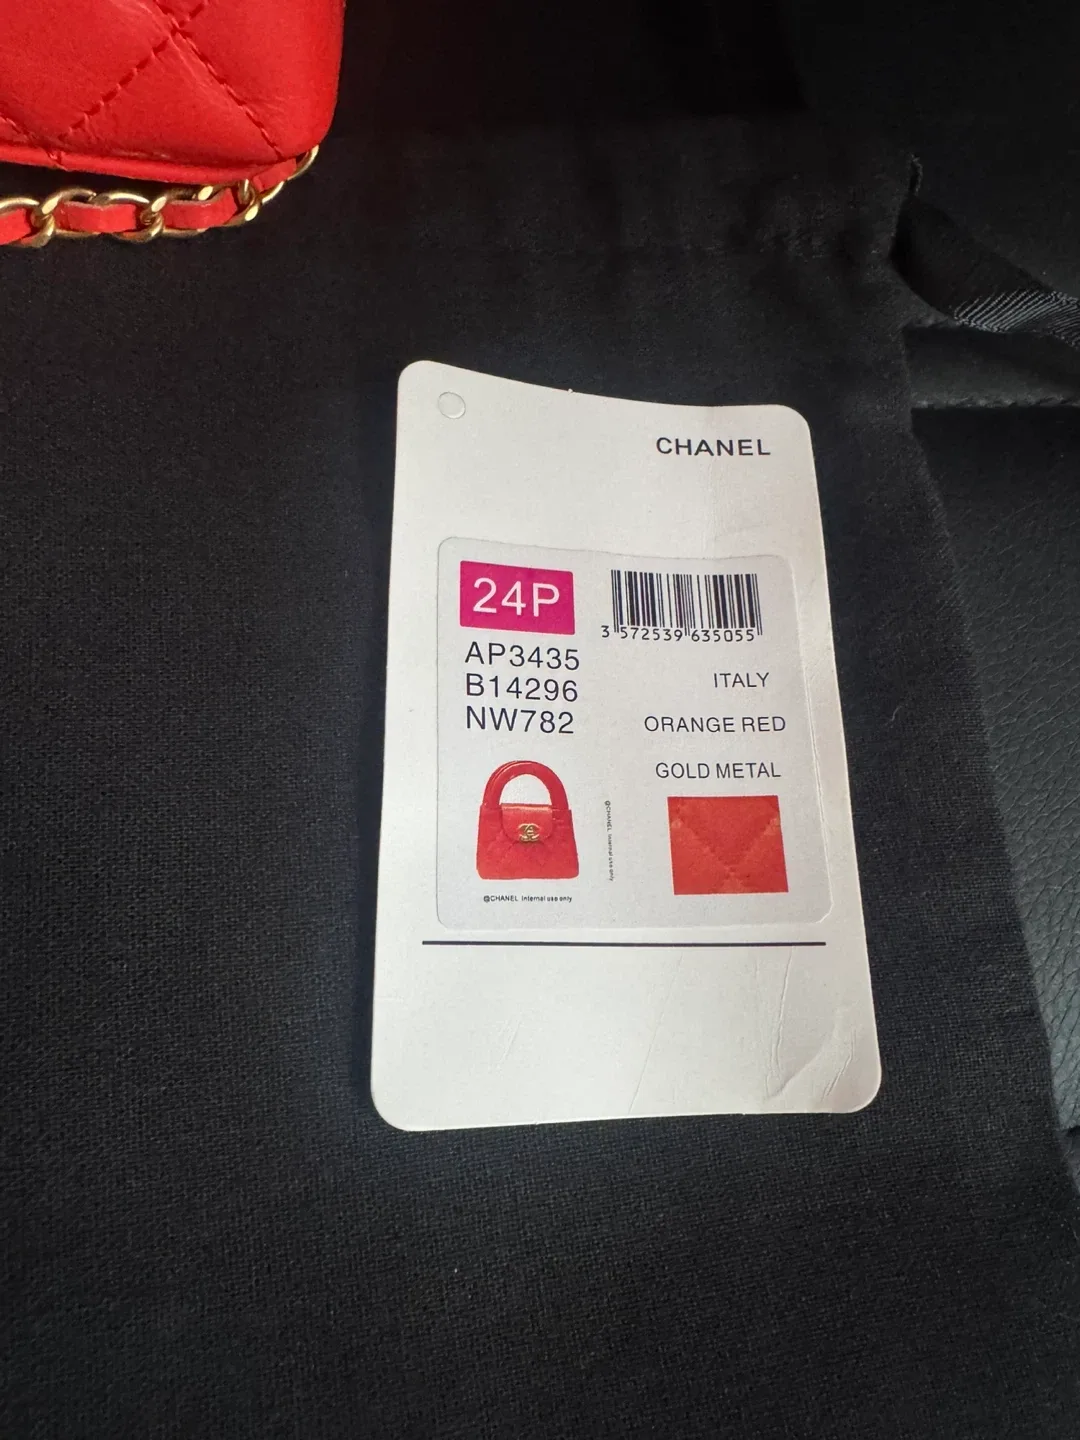 CHANEL
24P
3 572539 635055
AP3435
B14296
NW782
ITALY
ORANGE RED
GOLD METAL
@CHANEL Internal use only
@CHANEL Internal use only